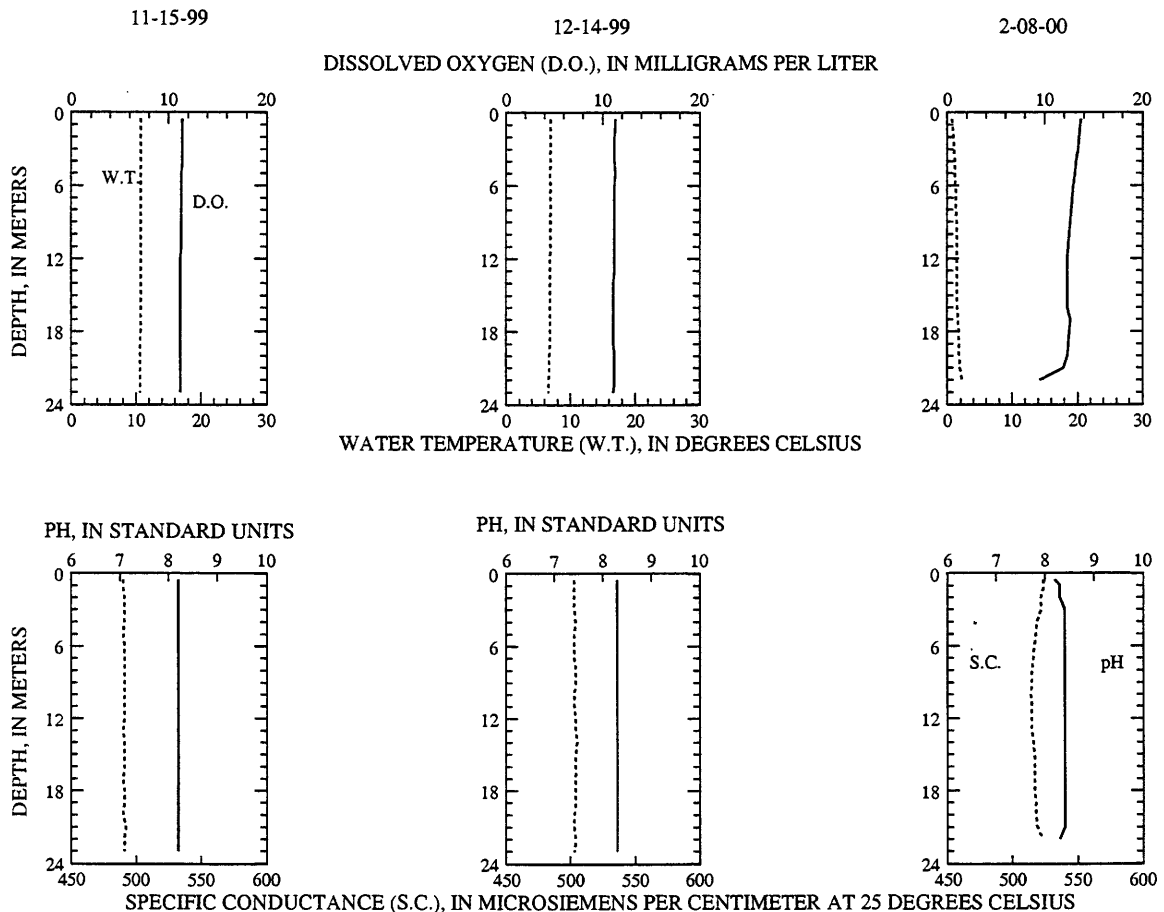 11-15-99 12-14-99 2-08-00
DISSOLVED OXYGEN (D.O.), IN MILLIGRAMS PER LITER
0 10 20 0 10 20 0 10 20
0 0 0
W.T.
D.O.
6 6 6
12 12 12
18 18 18
24 24 24
0 10 20 30 0 10 20 30 0 10 20 30
DEPTH, IN METERS
WATER TEMPERATURE (W.T.), IN DEGREES CELSIUS
PH, IN STANDARD UNITS PH, IN STANDARD UNITS
6 7 8 9 10 6 7 8 9 10 6 7 8 9 10
0 0 0
6 6 6
S.C. pH
12 12 12
18 18 18
24 24 24
450 500 550 600 450 500 550 600 450 500 550 600
DEPTH, IN METERS
SPECIFIC CONDUCTANCE (S.C.), IN MICROSIEMENS PER CENTIMETER AT 25 DEGREES CELSIUS